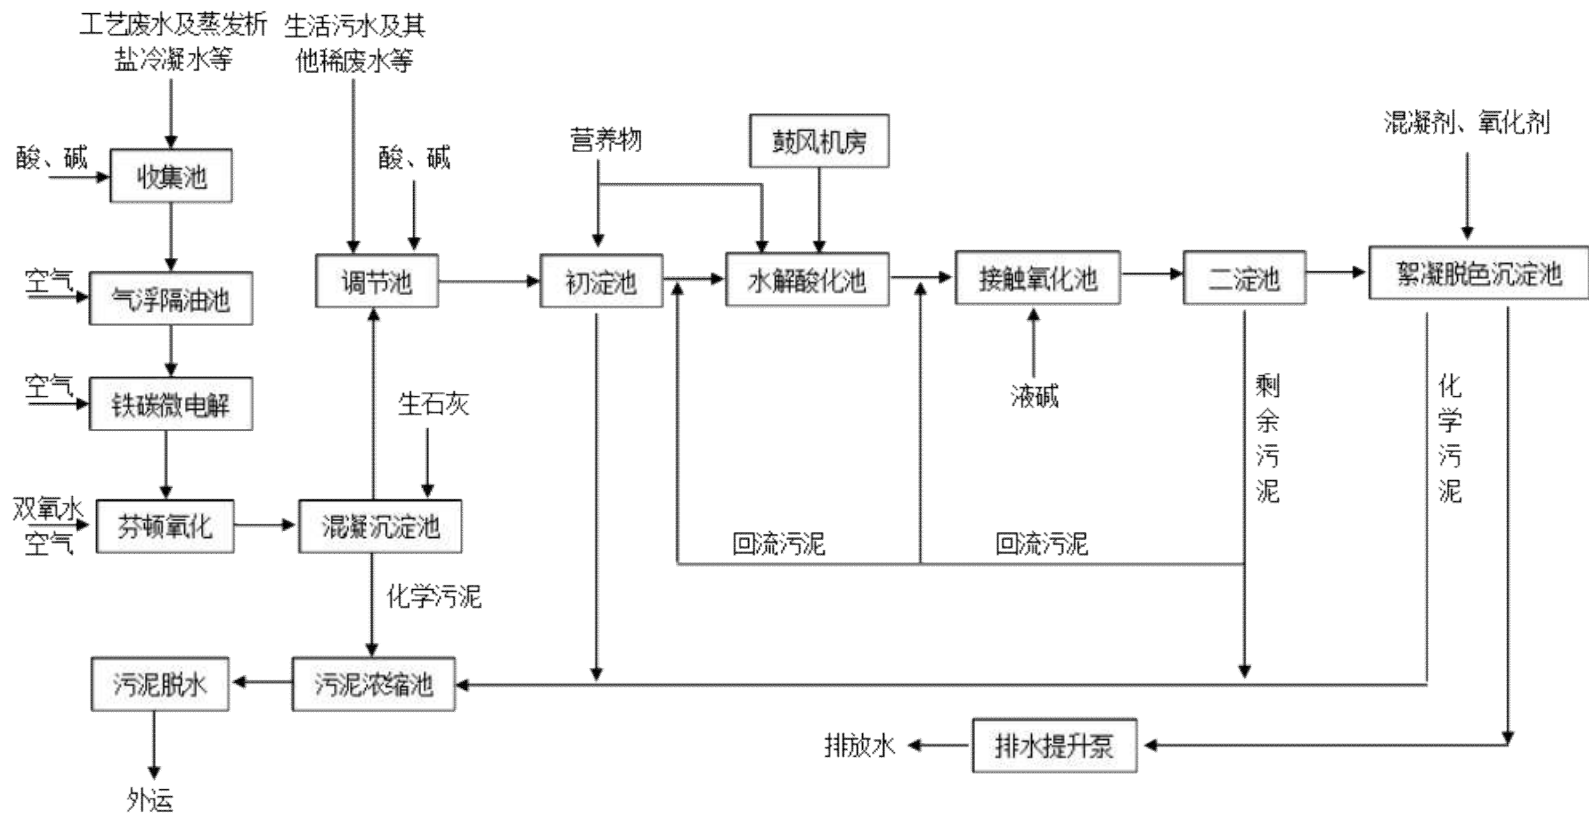 工艺废水及蒸发析
盐冷凝水等
生活污水及其
他稀废水等
酸、碱
收集池
酸、碱
营养物
鼓风机房
混凝剂、氧化剂
空气
气浮隔油池
调节池
初淀池
水解酸化池
接触氧化池
二淀池
絮凝脱色沉淀池
空气
铁碳微电解
生石灰
液碱
剩余污泥
化学污泥
双氧水
空气
芬顿氧化
混凝沉淀池
回流污泥
回流污泥
化学污泥
污泥脱水
污泥浓缩池
排放水
排水提升泵
外运